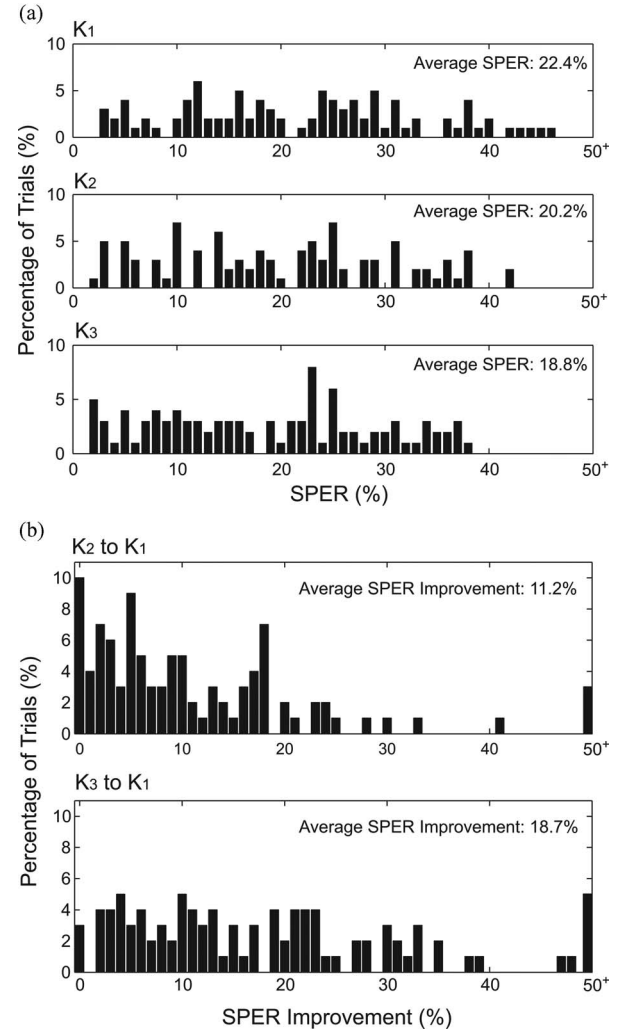 (a)
K1
Average SPER: 22.4%
10
5
0
0 10 20 30 40 50+
K2
Average SPER: 20.2%
10
5
0
0 10 20 30 40 50+
K3
Average SPER: 18.8%
10
5
0
0 10 20 30 40 50+
Percentage of Trials (%)
SPER (%)
(b)
K2 to K1
Average SPER Improvement: 11.2%
10
8
6
4
2
0
0 10 20 30 40 50+
K3 to K1
Average SPER Improvement: 18.7%
10
8
6
4
2
0
0 10 20 30 40 50+
Percentage of Trials (%)
SPER Improvement (%)